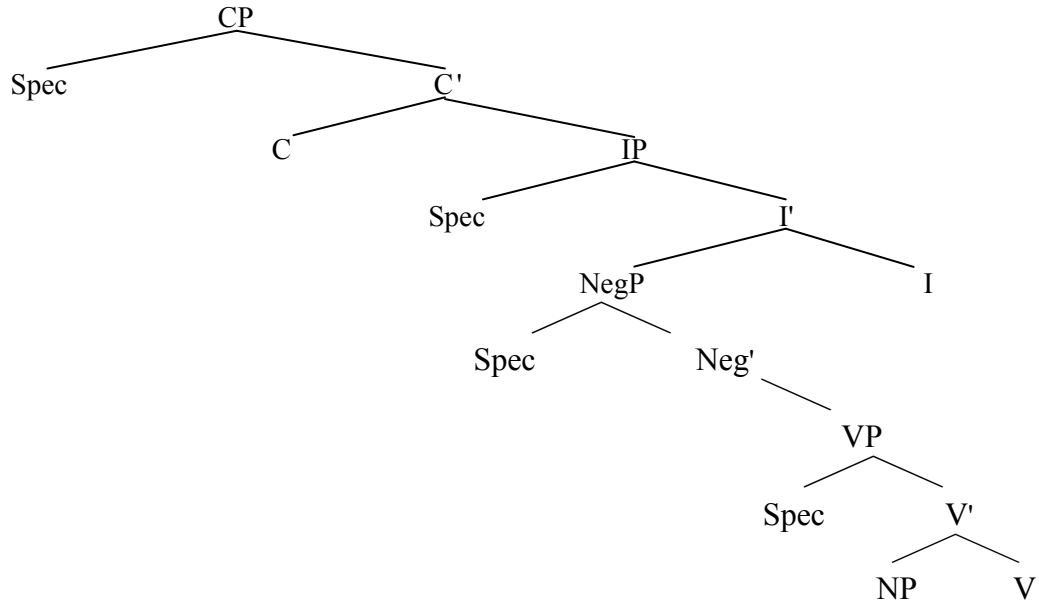 CP
Spec C'
C IP
Spec I'
NegP I
Spec Neg'
VP
Spec V'
NP V